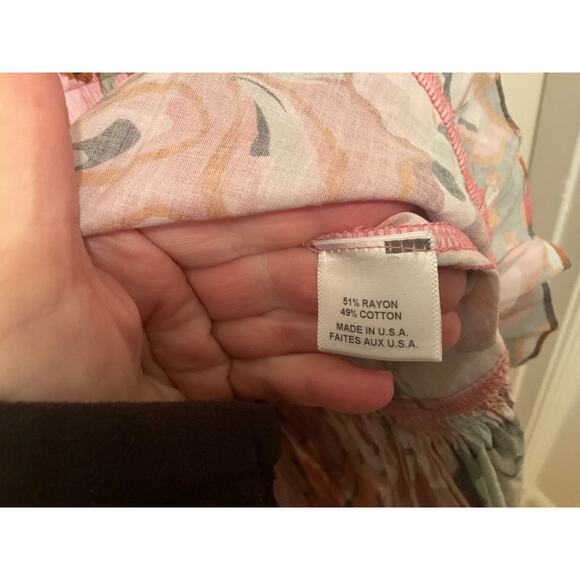 51% RAYON
49% COTTON
MADE IN U.S.A.
FAITES AUX U.S.A.